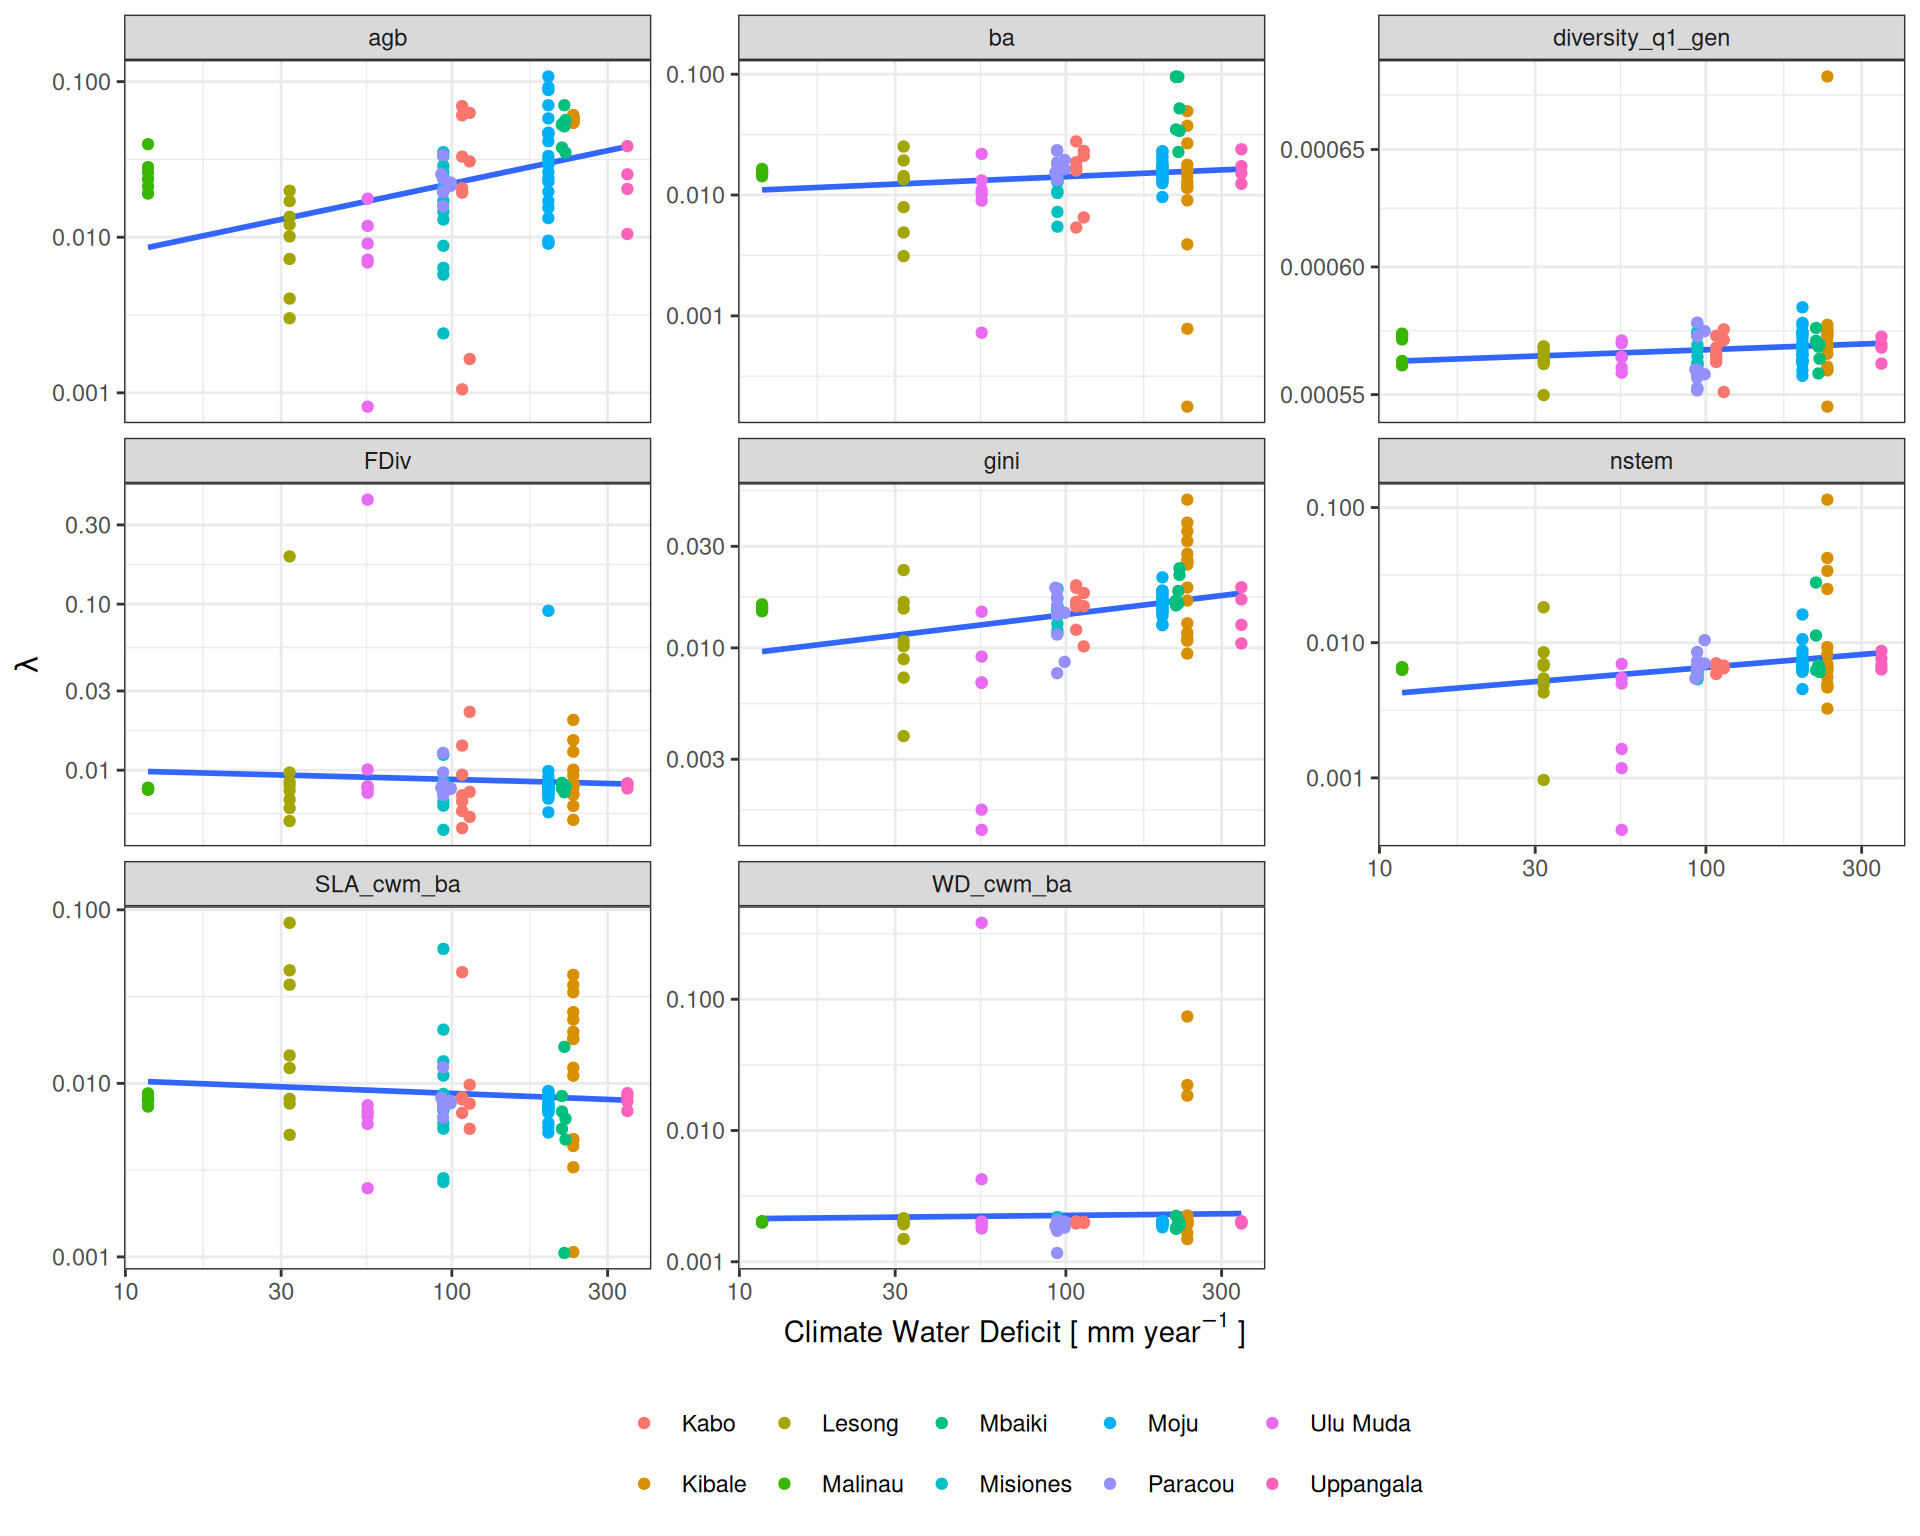 agb
ba
diversity_q1_gen
0.100
0.010
0.001
0.100
0.010
0.001
0.00065
0.00060
0.00055
FDiv
gini
nstem
0.30
0.10
0.03
0.01
0.030
0.010
0.003
0.100
0.010
0.001
10 30 100 300
λ
SLA_cwm_ba
WD_cwm_ba
0.100
0.010
0.001
0.100
0.010
0.001
10 30 100 300
10 30 100 300
Climate Water Deficit [ mm year⁻¹ ]
Kabo Lesong Mbaiki Moju Ulu Muda
Kibale Malinau Misiones Paracou Uppangala